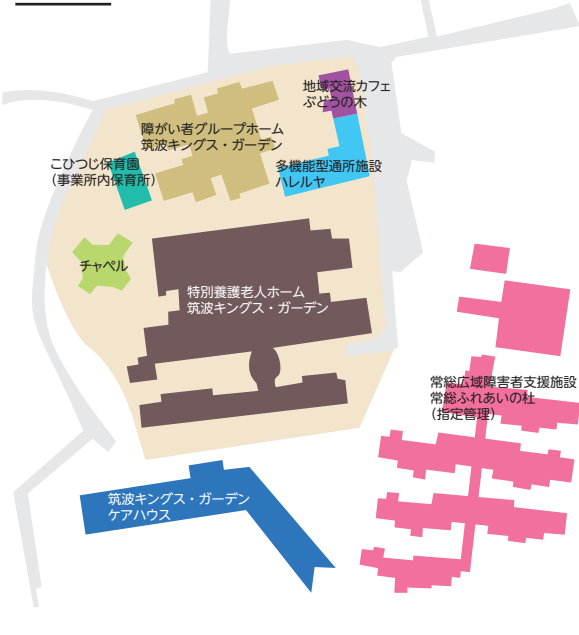 地域交流カフェ
ぶどうの木
障がい者グループホーム
筑波キングス・ガーデン
こひつじ保育園
（事業所内保育所）
多機能型通所施設
ハレルヤ
チャペル
特別養護老人ホーム
筑波キングス・ガーデン
常総広域障害者支援施設
常総ふれあいの杜
（指定管理）
筑波キングス・ガーデン
ケアハウス